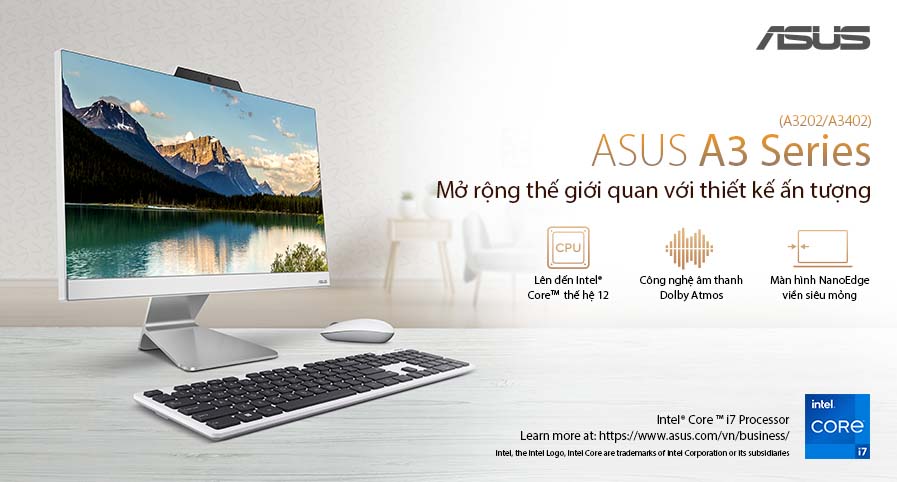 ASUS
(A3202/A3402)
ASUS A3 Series
Mở rộng thế giới quan với thiết kế ấn tượng
CPU
Lên đến Intel®
Core™ thế hệ 12
Công nghệ âm thanh
Dolby Atmos
Màn hình NanoEdge
viền siêu mỏng
ASUS
Intel® Core ™ i7 Processor
Learn more at: https://www.asus.com/vn/business/
Intel, the Intel Logo, Intel Core are trademarks of Intel Corporation or its subsidiaries
intel.
CORE
i7